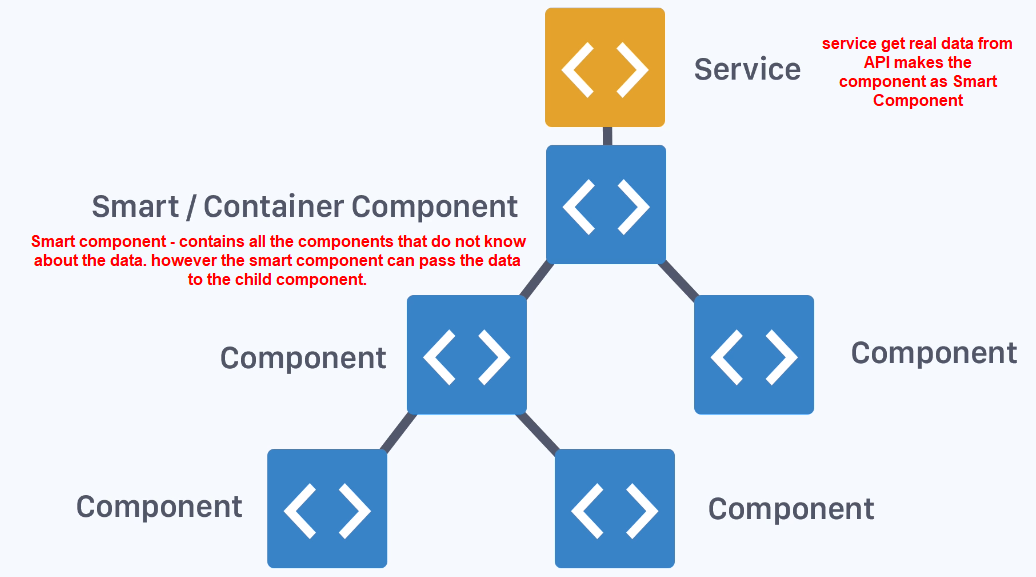 Service
service get real data from
API makes the
component as Smart
Component
Smart / Container Component
Smart component - contains all the components that do not know
about the data. however the smart component can pass the data
to the child component.
Component
Component
Component
Component